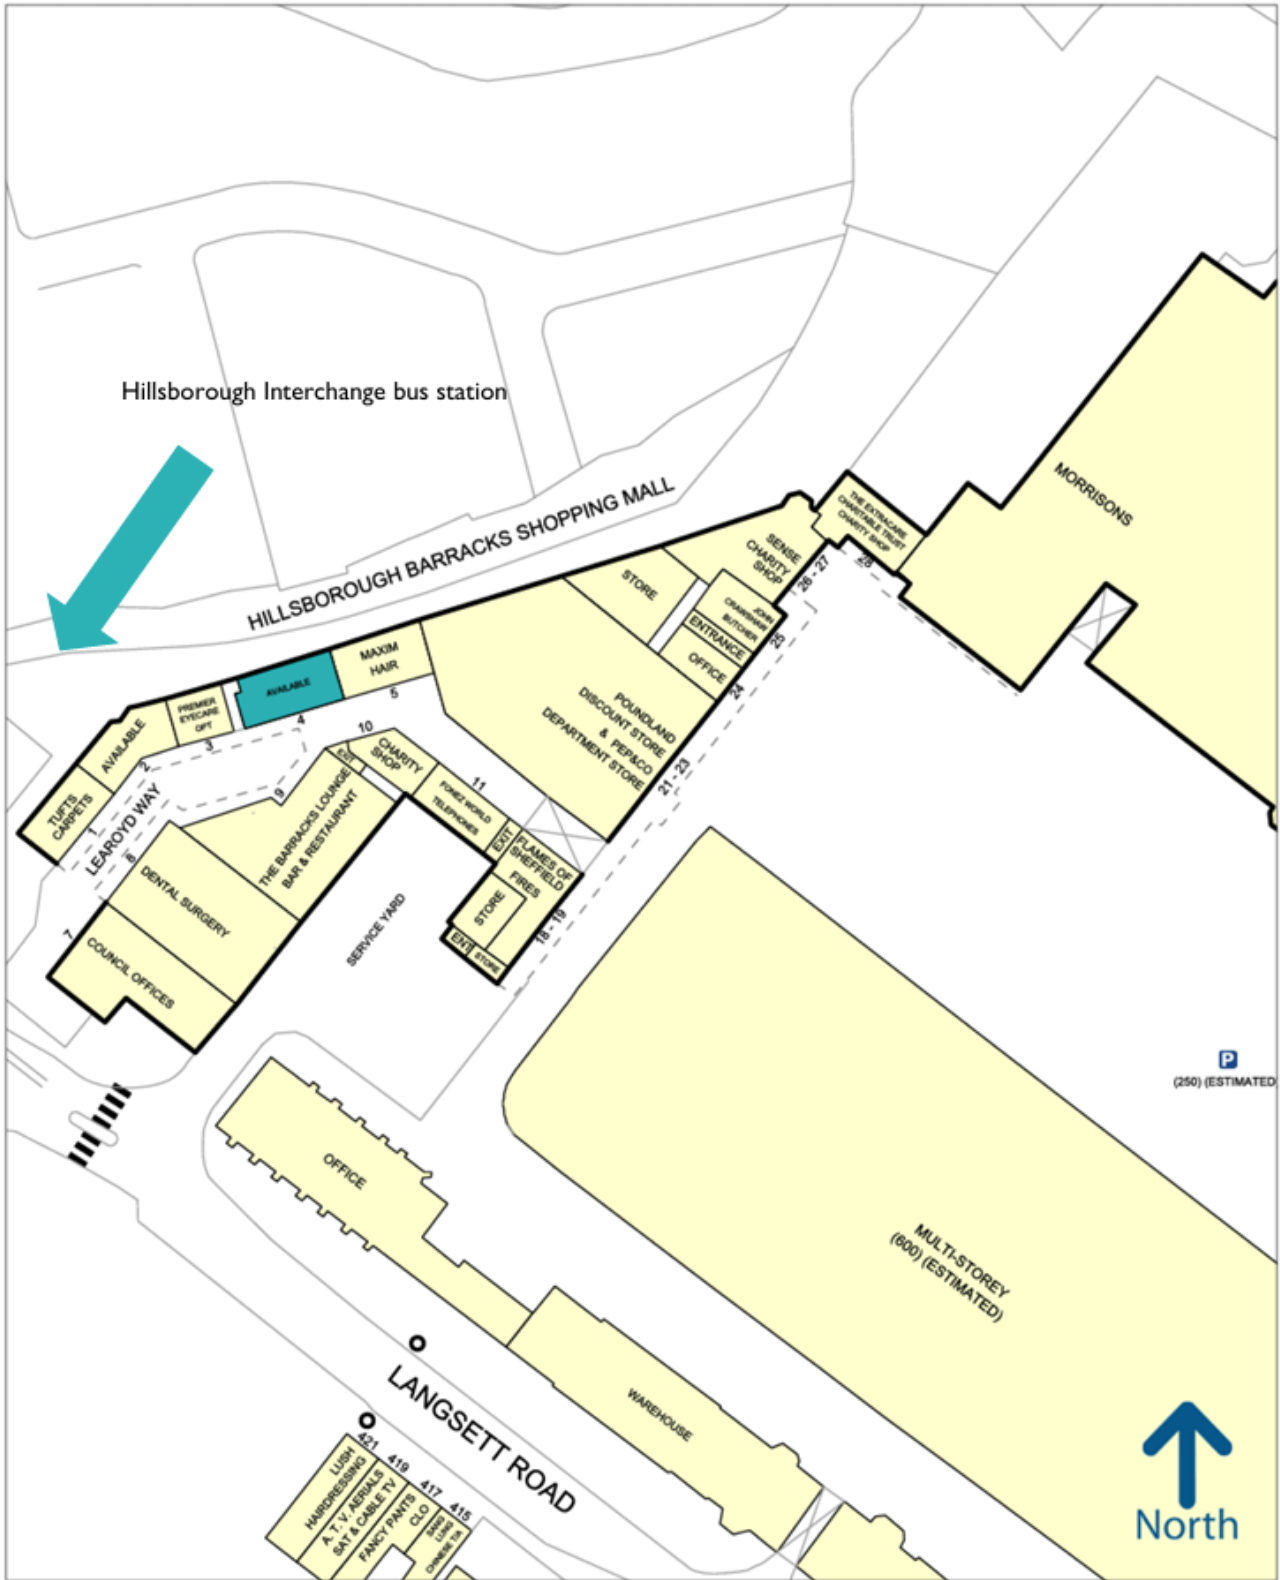 Hillsborough Interchange bus station
HILLSBOROUGH BARRACKS SHOPPING MALL
MORRISONS
THE EXTRACARE
CHARITABLE TRUST
CHARITY SHOP
28
SENSE
CHARITY
SHOP
26 - 27
STORE
JOHN
CRAWSHAW
BUTCHER
25
ENTRANCE
OFFICE
24
POUNDLAND
DISCOUNT STORE
& PEP&CO
DEPARTMENT STORE
21 - 23
MAXIM
HAIR
5
AVAILABLE
4
PREMIER
EYECARE
OPT
3
AVAILABLE
2
TUFTS
CARPETS
1
LEAROYD WAY
8
DENTAL SURGERY
7
COUNCIL OFFICES
9
THE BARRACKS LOUNGE
BAR & RESTAURANT
EXIT
10
CHARITY
SHOP
11
FONEZ WORLD
TELEPHONES
EXIT
FLAMES OF
SHEFFIELD
FIRES
STORE
ENT
STORE
18 - 19
SERVICE YARD
P
(250) (ESTIMATED
MULTI-STOREY
(600) (ESTIMATED)
OFFICE
WAREHOUSE
LANGSETT ROAD
421
LUSH
HAIRDRESSING
419
A. T. V. AERIALS
SAT & CABLE TV
417
FANCY PANTS
CLO
415
SANG
LUNG
CHINESE T/A
North